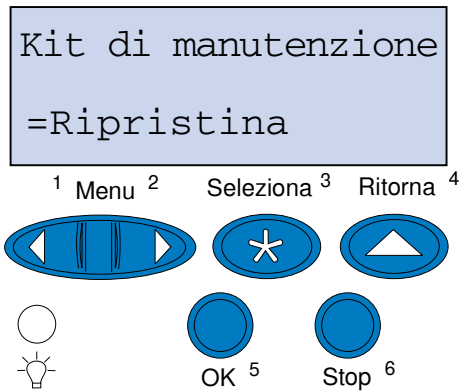 Kit di manutenzione
=Ripristina
1 Menu 2 Seleziona 3 Ritorna 4
OK 5 Stop 6